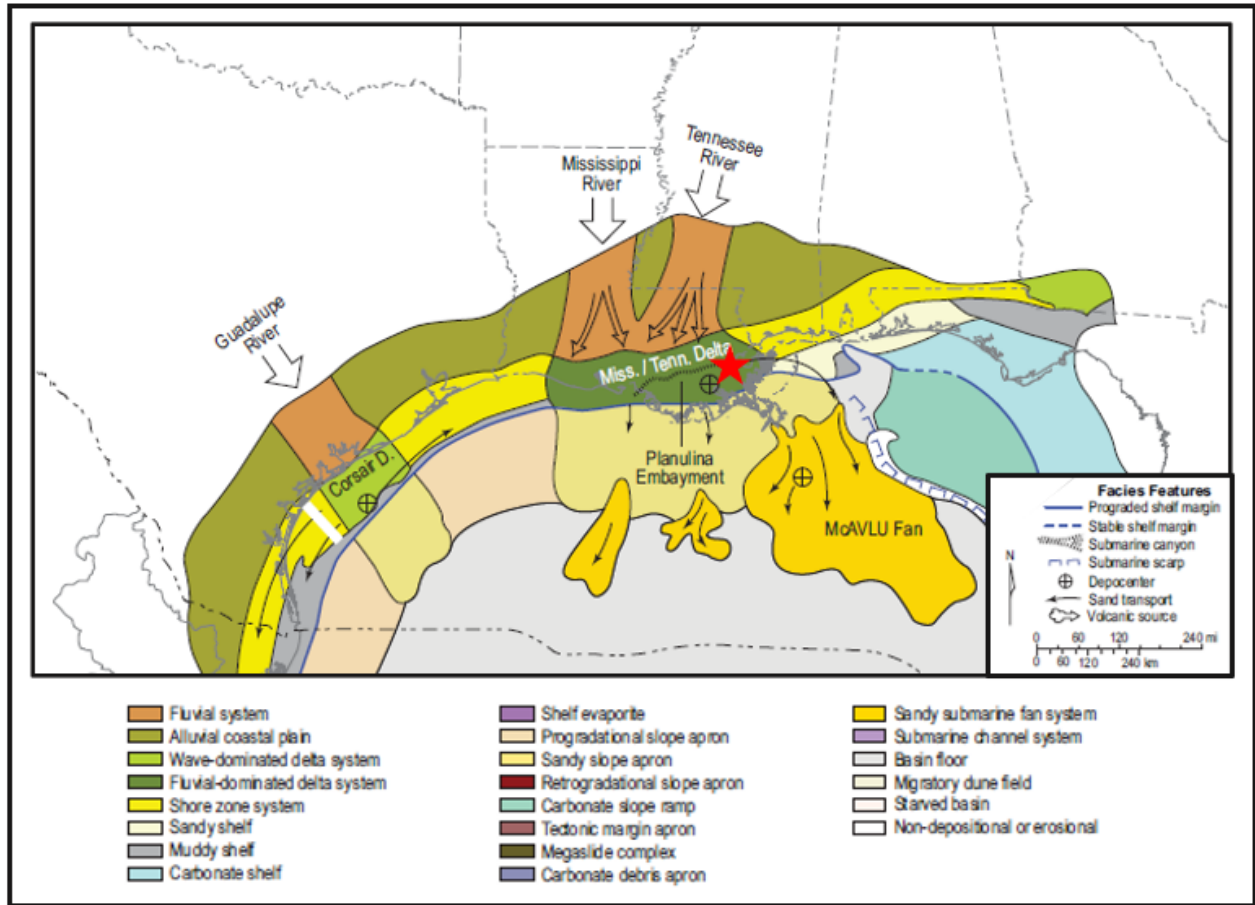 Tennessee
River
Mississippi
River
Guadalupe
River
Miss. / Tenn. Delta
Corsair D.
Planulina
Embayment
McAVLU Fan
Facies Features
Prograded shelf margin
Stable shelf margin
Submarine canyon
Submarine scarp
Depocenter
Sand transport
Volcanic source
N
0 60 120 240 mi
0 60 120 240 km
Fluvial system
Alluvial coastal plain
Wave-dominated delta system
Fluvial-dominated delta system
Shore zone system
Sandy shelf
Muddy shelf
Carbonate shelf
Shelf evaporite
Progradational slope apron
Sandy slope apron
Retrogradational slope apron
Carbonate slope ramp
Tectonic margin apron
Megaslide complex
Carbonate debris apron
Sandy submarine fan system
Submarine channel system
Basin floor
Migratory dune field
Starved basin
Non-depositional or erosional